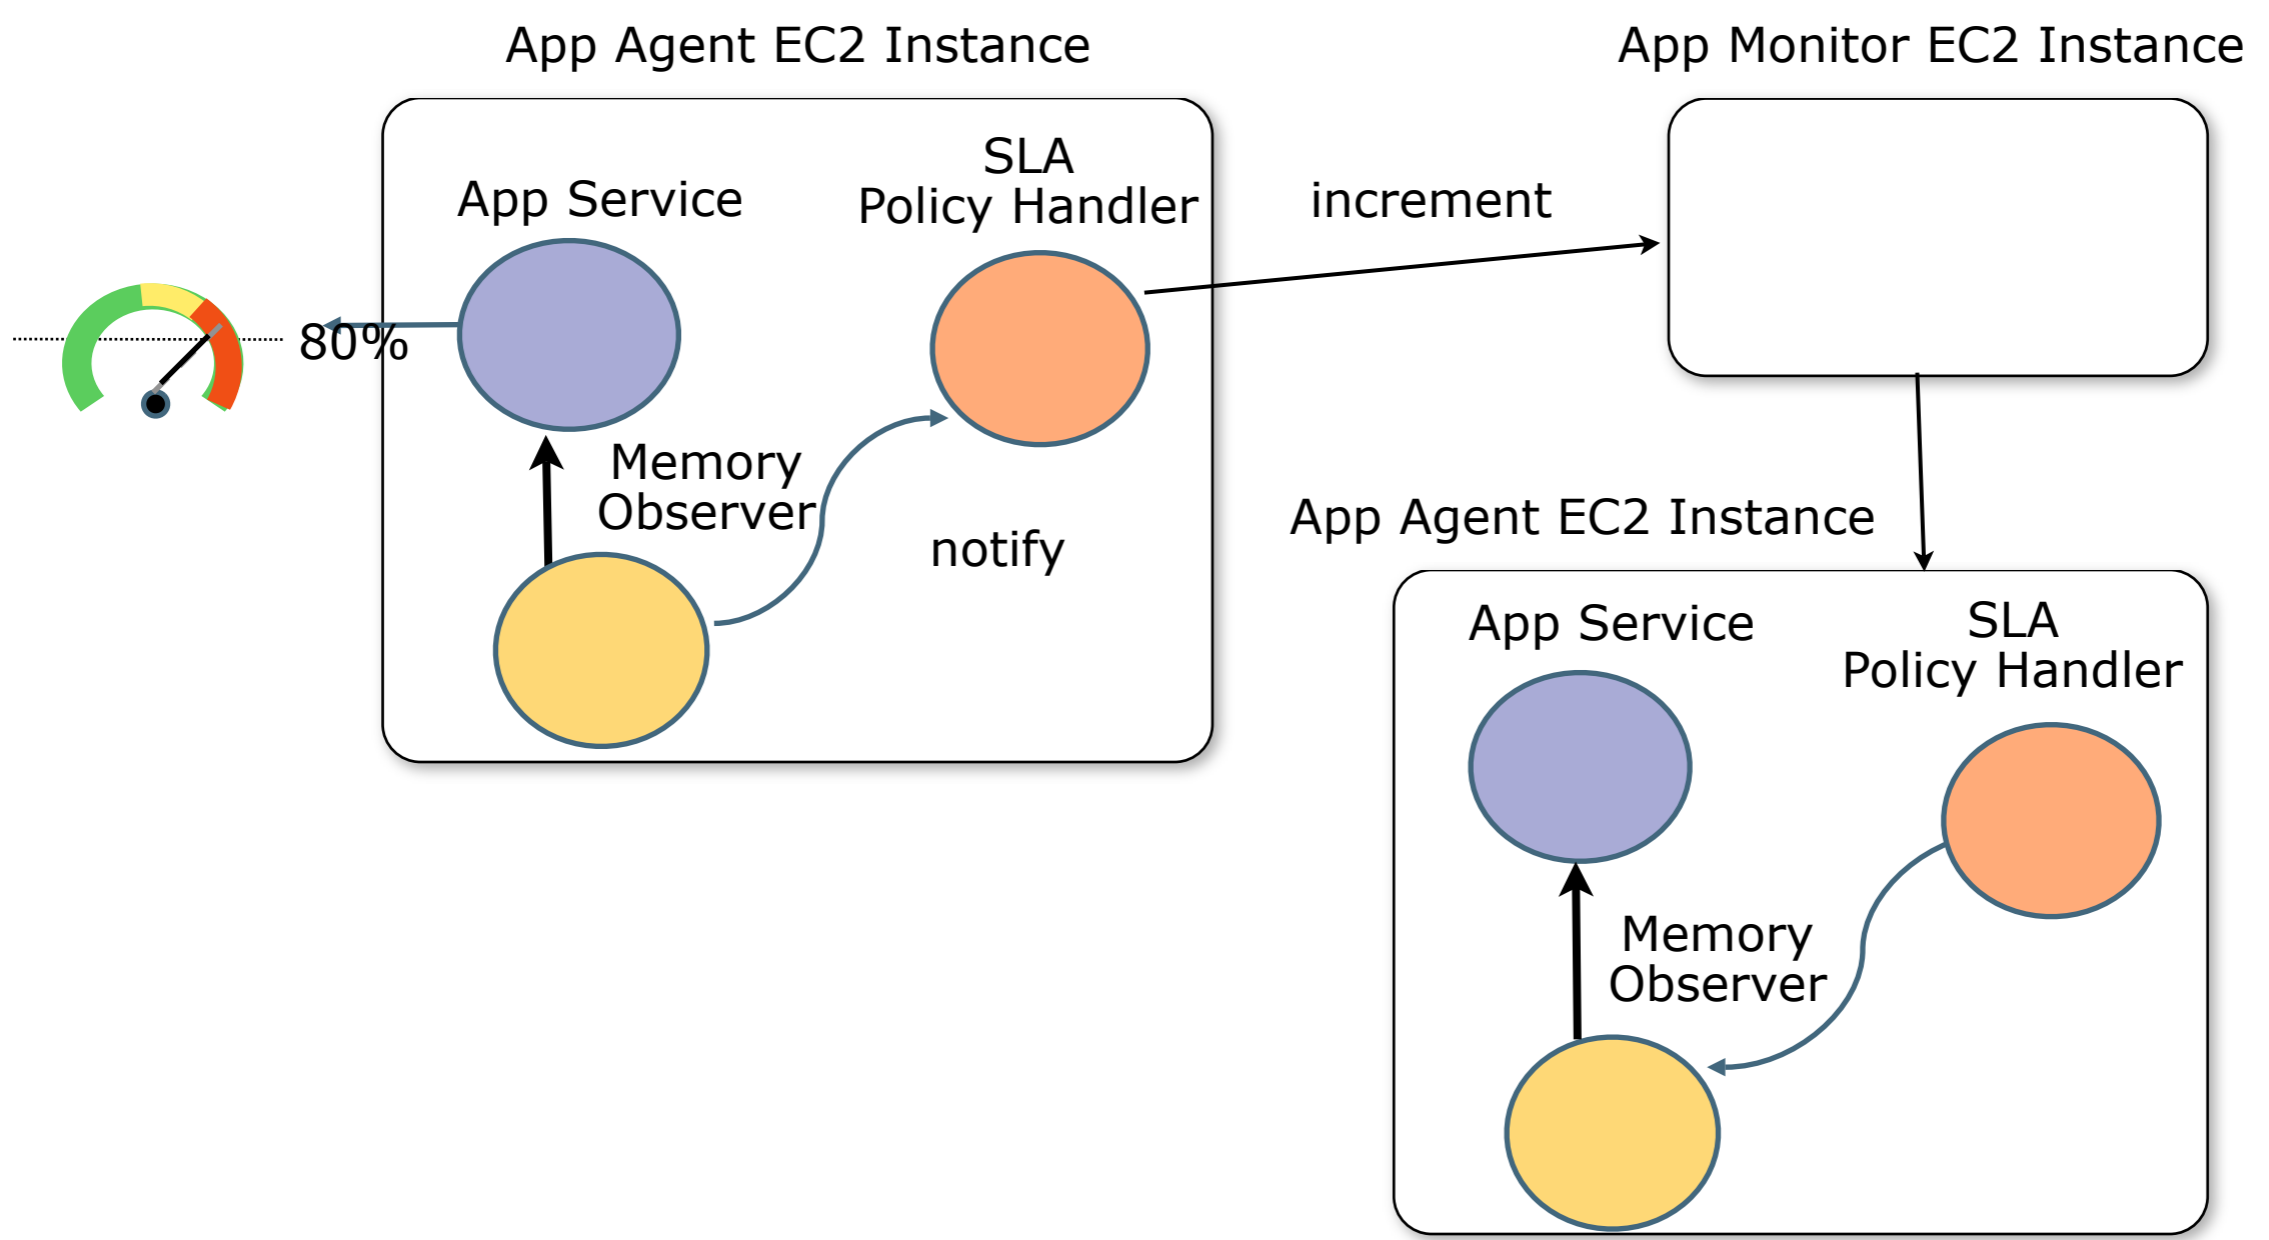 App Agent EC2 Instance
App Monitor EC2 Instance
App Service
SLA
Policy Handler
increment
80%
Memory
Observer
notify
App Agent EC2 Instance
App Service
SLA
Policy Handler
Memory
Observer